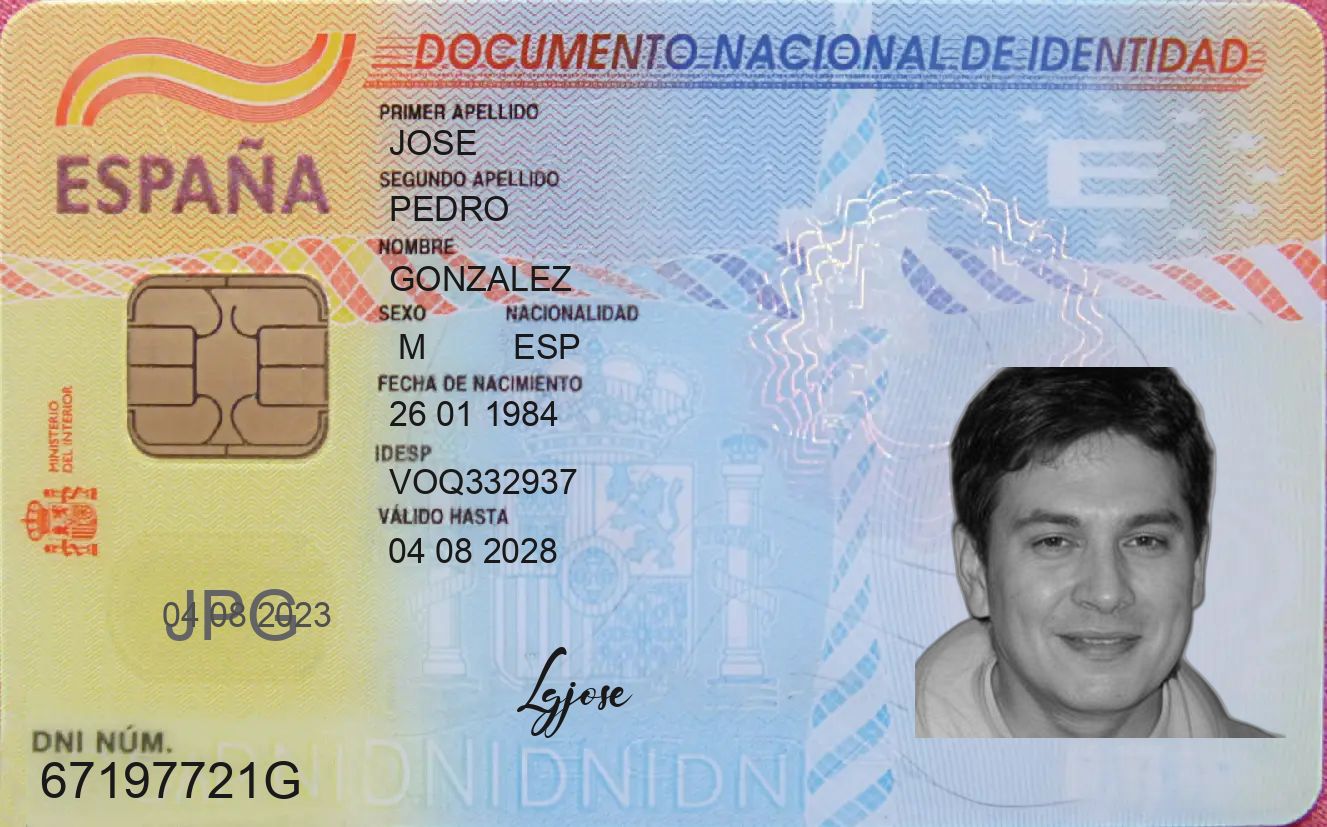 DOCUMENTO NACIONAL DE IDENTIDAD
ESPAÑA
PRIMER APELLIDO
JOSE
SEGUNDO APELLIDO
PEDRO
NOMBRE
GONZALEZ
SEXO NACIONALIDAD
M ESP
FECHA DE NACIMIENTO
26 01 1984
IDESP
VOQ332937
VÁLIDO HASTA
04 08 2028
MINISTERIO
DEL INTERIOR
E
04 08 2023
JPG
Lgjose
DNI NÚM.
67197721G
DNIDNIDNIDNI